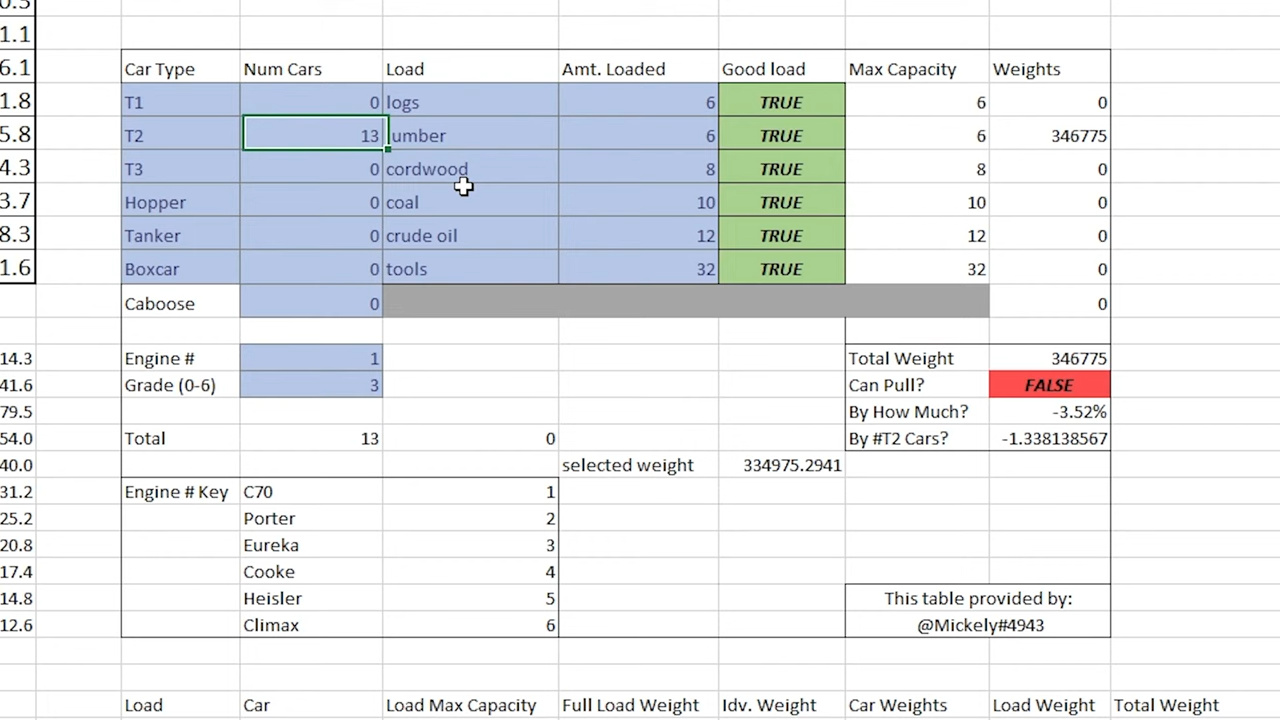 0.3
1.1
6.1 Car Type Num Cars Load Amt. Loaded Good load Max Capacity Weights
1.8 T1 0 logs 6 TRUE 6 0
5.8 T2 13 lumber 6 TRUE 6 346775
4.3 T3 0 cordwood 8 TRUE 8 0
3.7 Hopper 0 coal 10 TRUE 10 0
8.3 Tanker 0 crude oil 12 TRUE 12 0
1.6 Boxcar 0 tools 32 TRUE 32 0
Caboose 0 0
14.3 Engine # 1 Total Weight 346775
41.6 Grade (0-6) 3 Can Pull? FALSE
79.5 By How Much? -3.52%
54.0 Total 13 0 By #T2 Cars? -1.338138567
40.0 selected weight 334975.2941
31.2 Engine # Key C70 1
25.2 Porter 2
20.8 Eureka 3
17.4 Cooke 4
14.8 Heisler 5 This table provided by:
12.6 Climax 6 @Mickely#4943
Load Car Load Max Capacity Full Load Weight Idv. Weight Car Weights Load Weight Total Weight